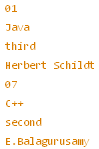 01
Java
third
Herbert Schildt
07
C++
second
E.Balagurusamy